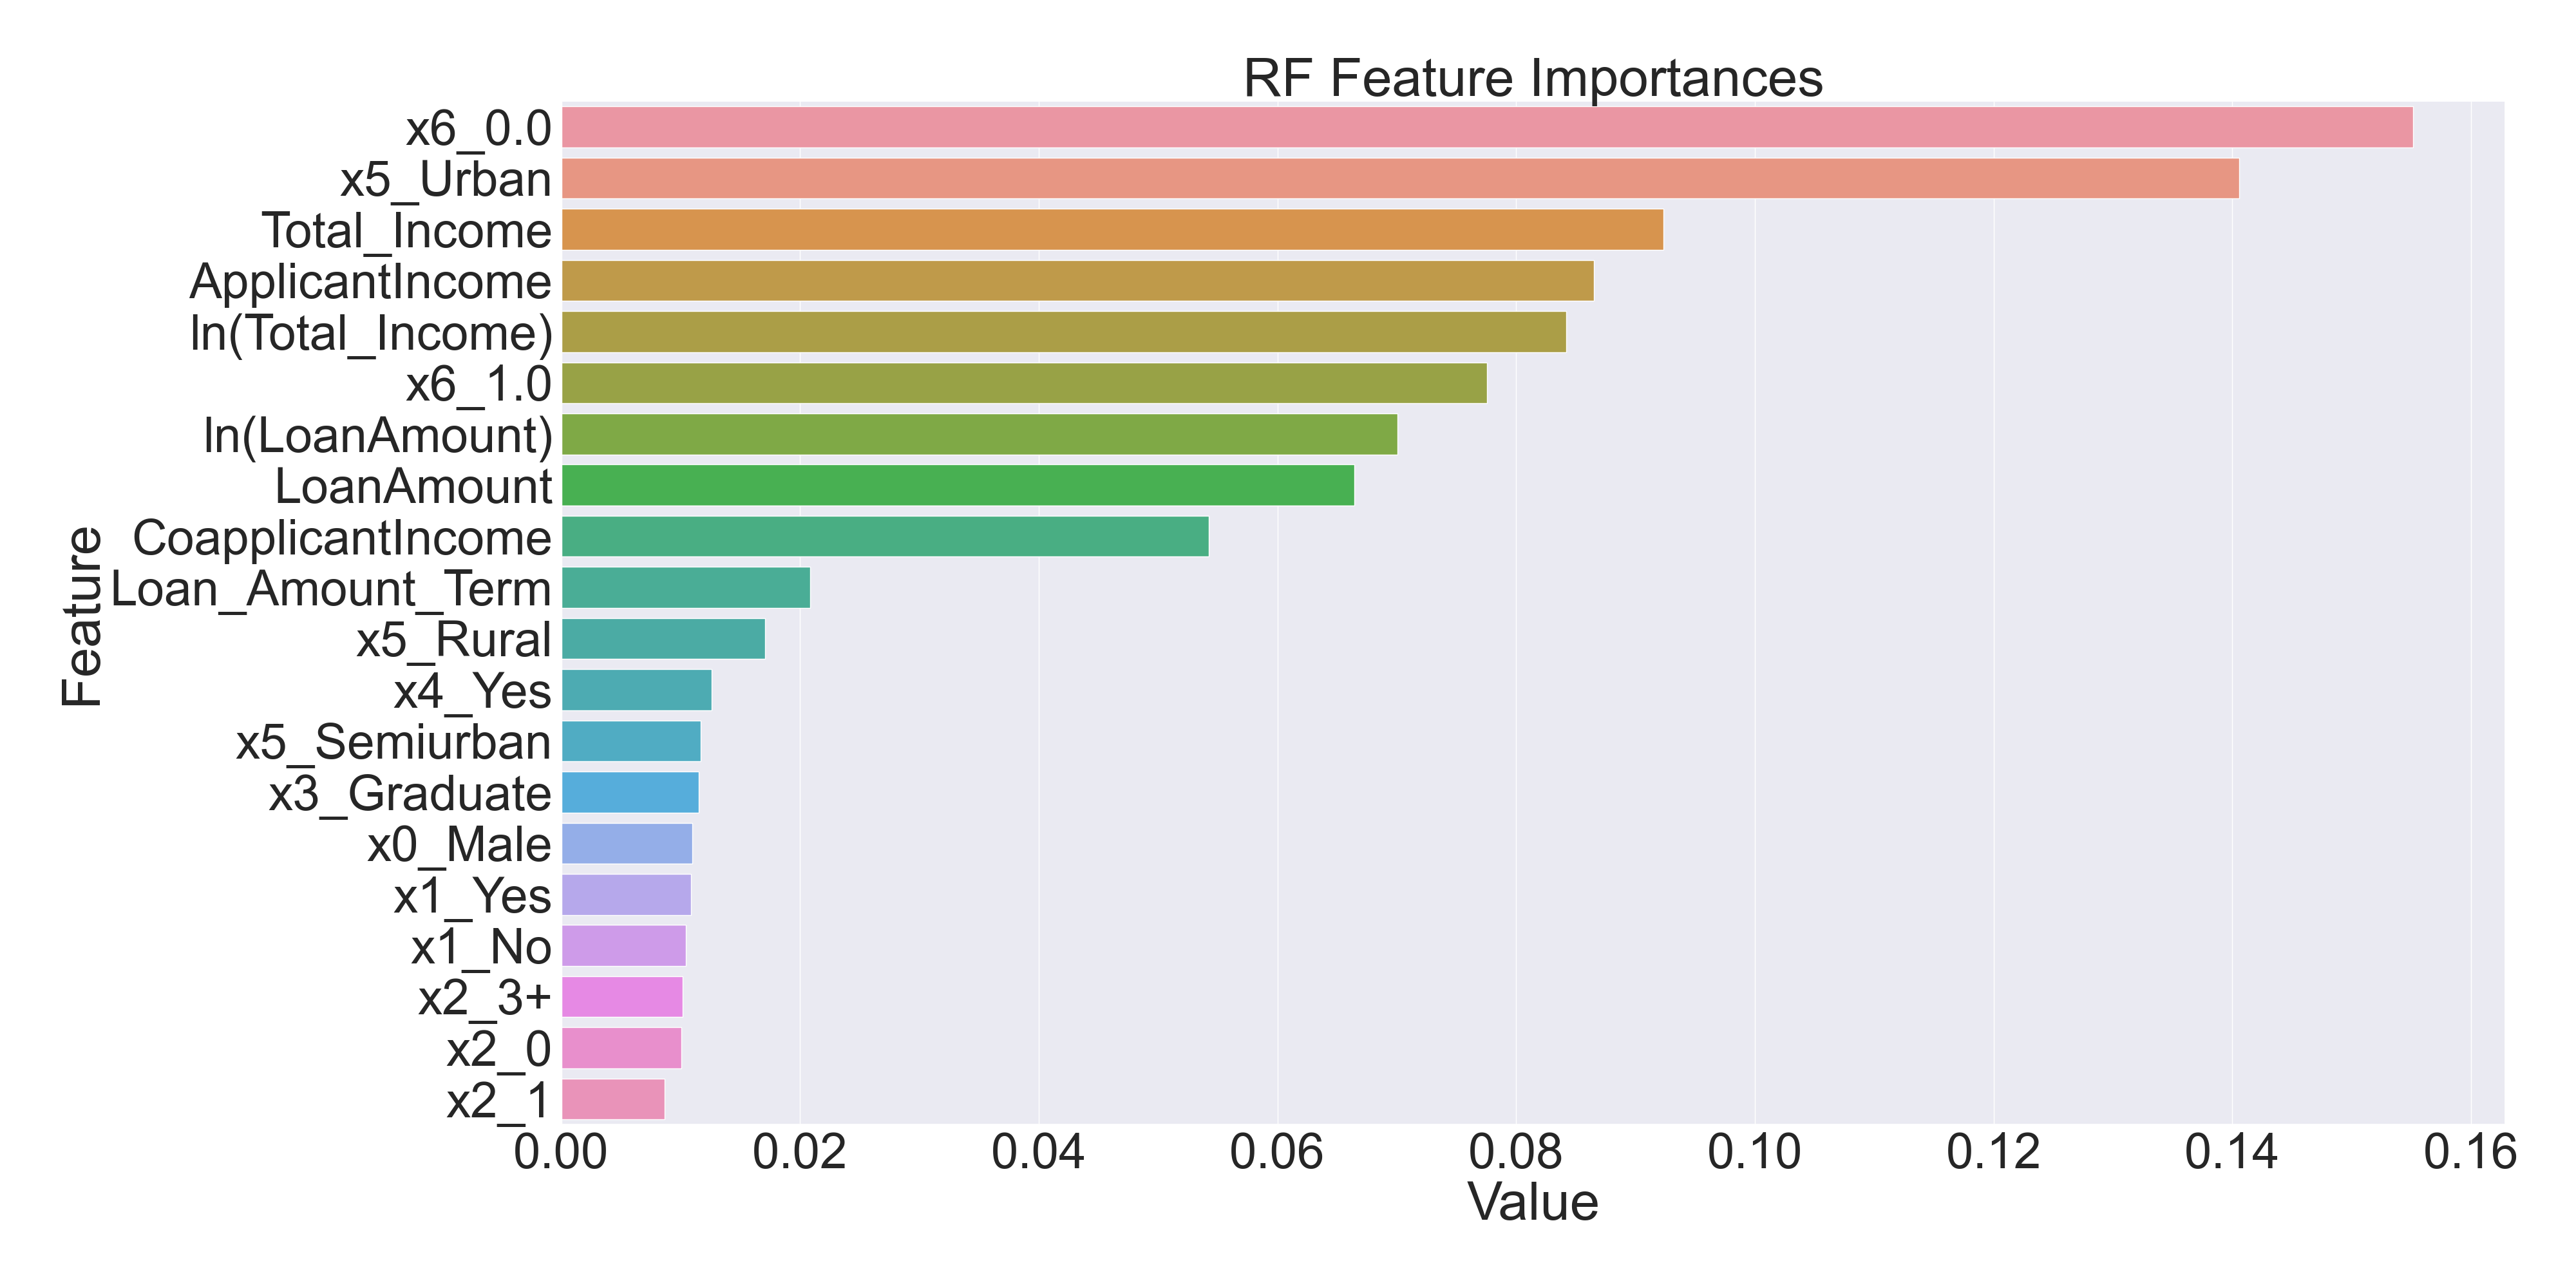 RF Feature Importances
Feature
x6_0.0
x5_Urban
Total_Income
ApplicantIncome
ln(Total_Income)
x6_1.0
ln(LoanAmount)
LoanAmount
CoapplicantIncome
Loan_Amount_Term
x5_Rural
x4_Yes
x5_Semiurban
x3_Graduate
x0_Male
x1_Yes
x1_No
x2_3+
x2_0
x2_1
0.00 0.02 0.04 0.06 0.08 0.10 0.12 0.14 0.16
Value